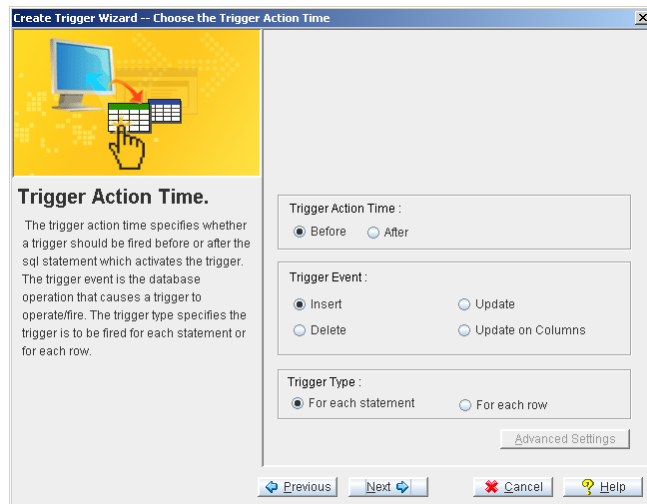 Create Trigger Wizard -- Choose the Trigger Action Time
Trigger Action Time.
The trigger action time specifies whether
a trigger should be fired before or after the
sql statement which activates the trigger.
The trigger event is the database
operation that causes a trigger to
operate/fire. The trigger type specifies the
trigger is to be fired for each statement or
for each row.
Trigger Action Time :
Before After
Trigger Event :
Insert Update
Delete Update on Columns
Trigger Type :
For each statement For each row
Advanced Settings
Previous Next Cancel Help